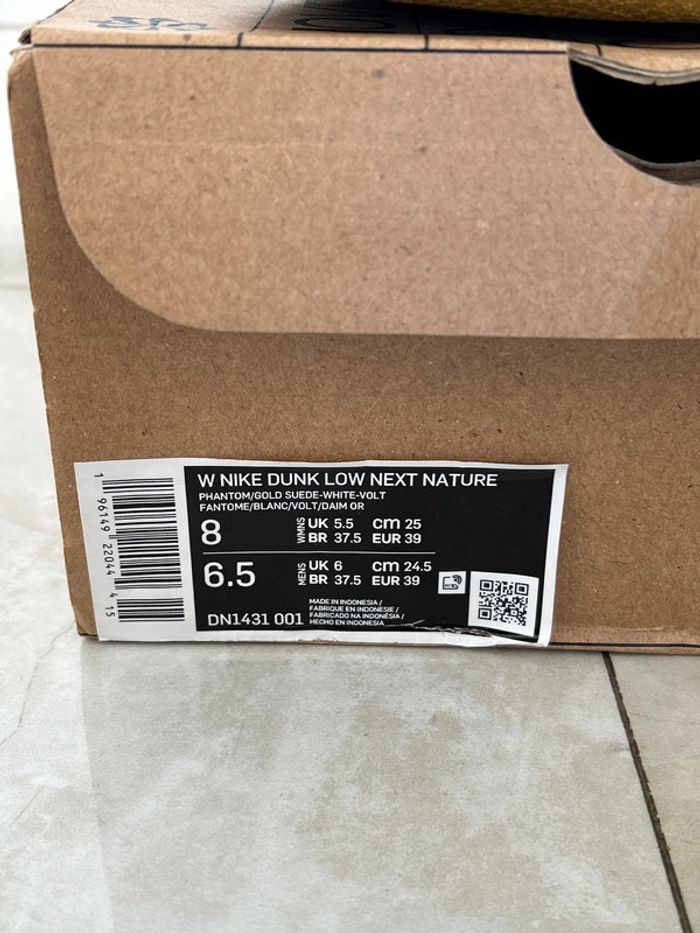 W NIKE DUNK LOW NEXT NATURE
PHANTOM/GOLD SUEDE-WHITE-VOLT
FANTOME/BLANC/VOLT/DAIM OR
8 WMNS UK 5.5 cm 25
BR 37.5 EUR 39
6.5 MENS UK 6 cm 24.5
BR 37.5 EUR 39
MADE IN INDONESIA /
FABRIQUE EN INDONESIE /
FABRICADO NA INDONÉSIA /
HECHO EN INDONESIA
DN1431 001
1 96149 22044 4 15